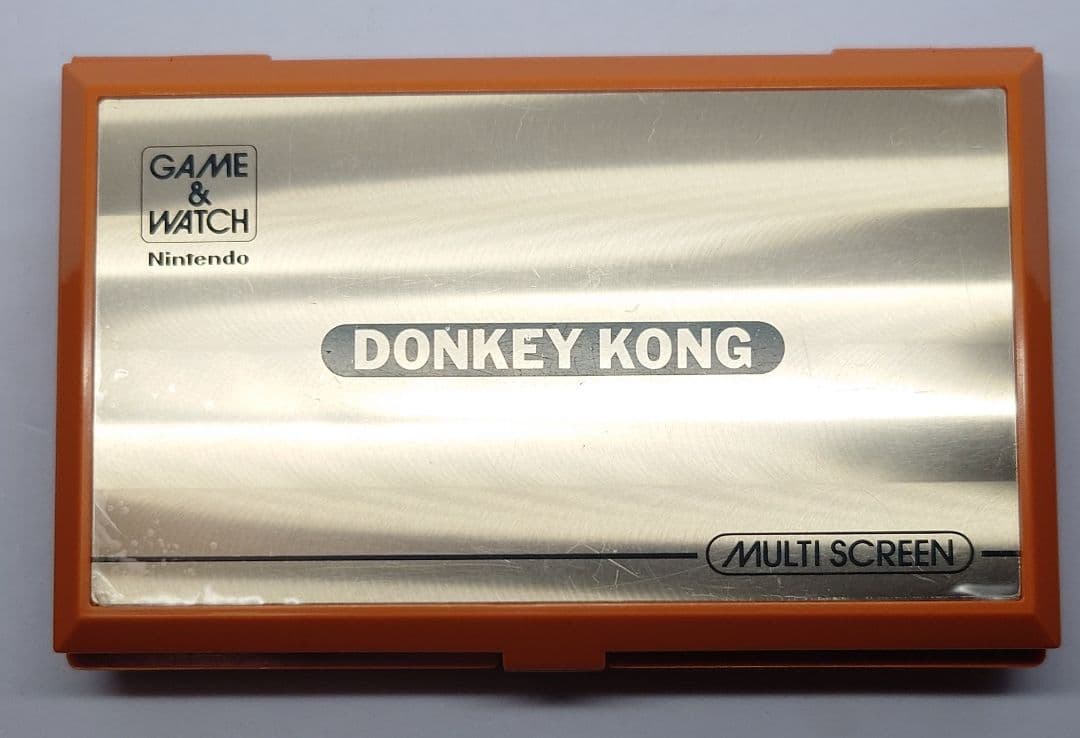 GAME
&
WATCH
Nintendo
DONKEY KONG
MULTI SCREEN